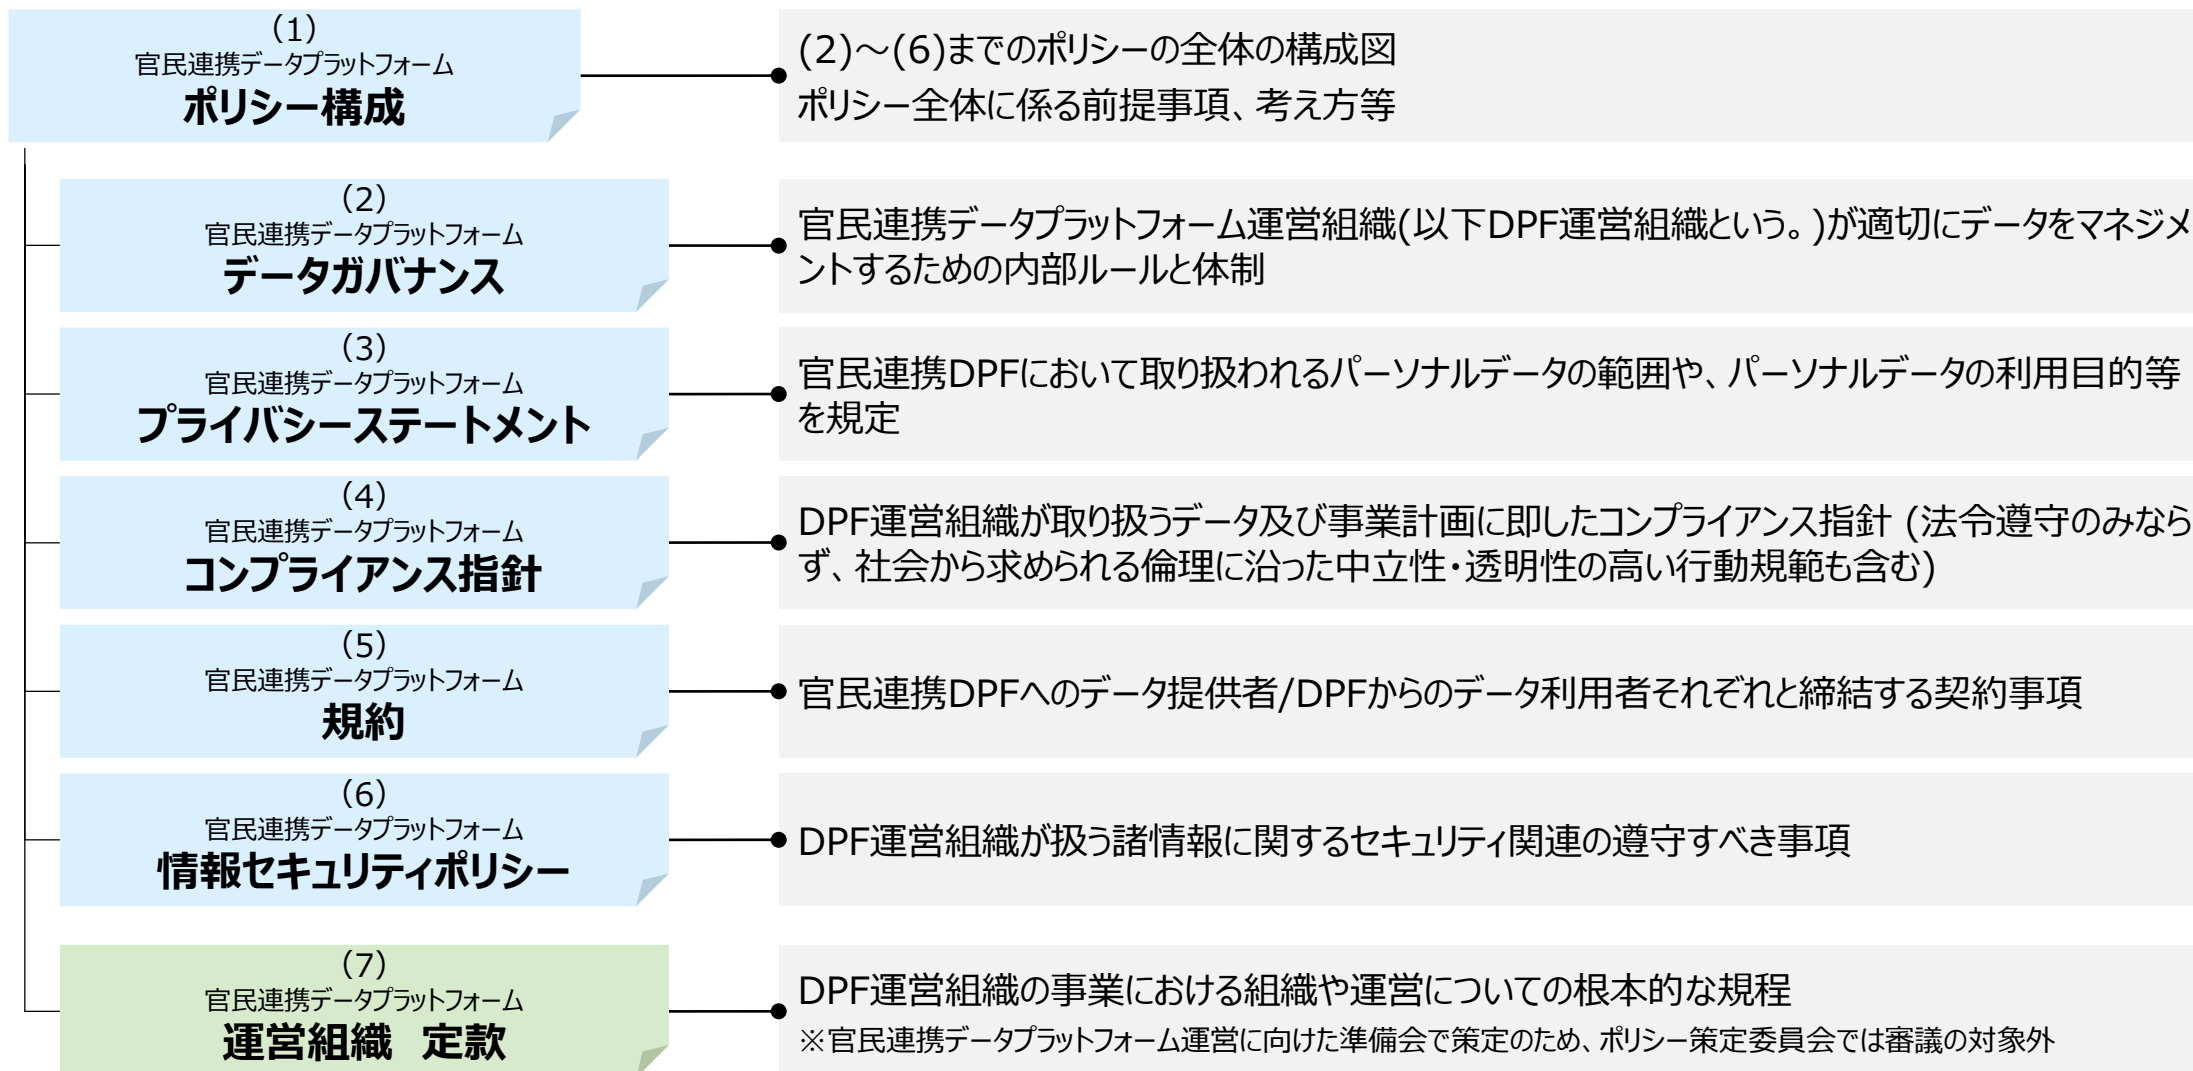 (1)
官民連携データプラットフォーム
ポリシー構成
(2)～(6)までのポリシーの全体の構成図
ポリシー全体に係る前提事項、考え方等
(2)
官民連携データプラットフォーム
データガバナンス
官民連携データプラットフォーム運営組織(以下DPF運営組織という。)が適切にデータをマネジメ
ントするための内部ルールと体制
(3)
官民連携データプラットフォーム
プライバシーステートメント
官民連携DPFにおいて取り扱われるパーソナルデータの範囲や、パーソナルデータの利用目的等
を規定
(4)
官民連携データプラットフォーム
コンプライアンス指針
DPF運営組織が取り扱うデータ及び事業計画に即したコンプライアンス指針 (法令遵守のみなら
ず、社会から求められる倫理に沿った中立性・透明性の高い行動規範も含む)
(5)
官民連携データプラットフォーム
規約
官民連携DPFへのデータ提供者/DPFからのデータ利用者それぞれと締結する契約事項
(6)
官民連携データプラットフォーム
情報セキュリティポリシー
DPF運営組織が扱う諸情報に関するセキュリティ関連の遵守すべき事項
(7)
官民連携データプラットフォーム
運営組織　定款
DPF運営組織の事業における組織や運営についての根本的な規程
※官民連携データプラットフォーム運営に向けた準備会で策定のため、ポリシー策定委員会では審議の対象外